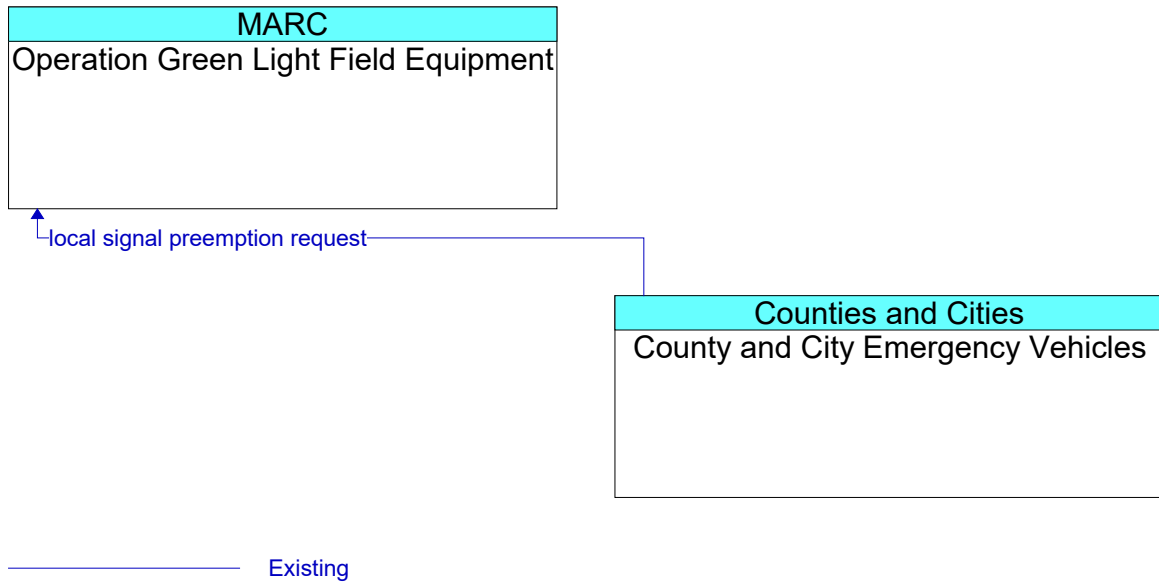 MARC
Operation Green Light Field Equipment
local signal preemption request
Counties and Cities
County and City Emergency Vehicles
Existing